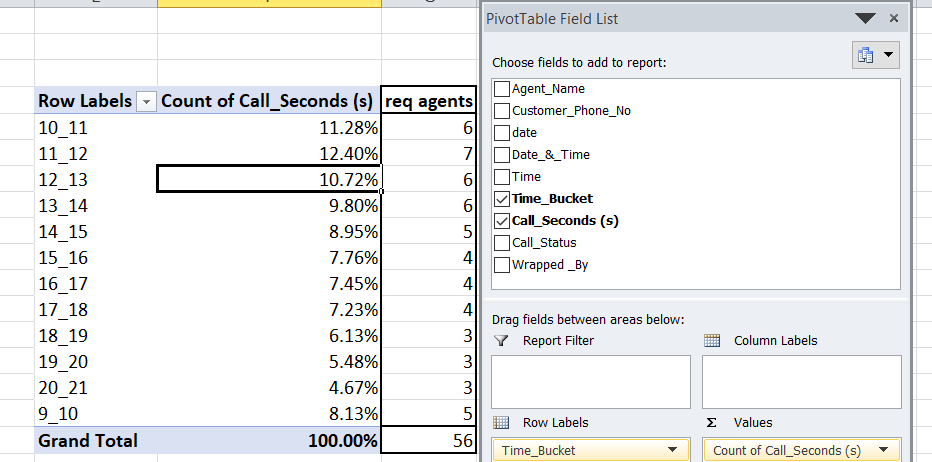 PivotTable Field List
Choose fields to add to report:
Row Labels Count of Call_Seconds (s) req agents
10_11 11.28% 6
11_12 12.40% 7
12_13 10.72% 6
13_14 9.80% 6
14_15 8.95% 5
15_16 7.76% 4
16_17 7.45% 4
17_18 7.23% 4
18_19 6.13% 3
19_20 5.48% 3
20_21 4.67% 3
9_10 8.13% 5
Grand Total 100.00% 56
Agent_Name
Customer_Phone_No
date
Date_&_Time
Time
Time_Bucket
Call_Seconds (s)
Call_Status
Wrapped _By
Drag fields between areas below:
Report Filter Column Labels
Row Labels Σ Values
Time_Bucket Count of Call_Seconds (s)